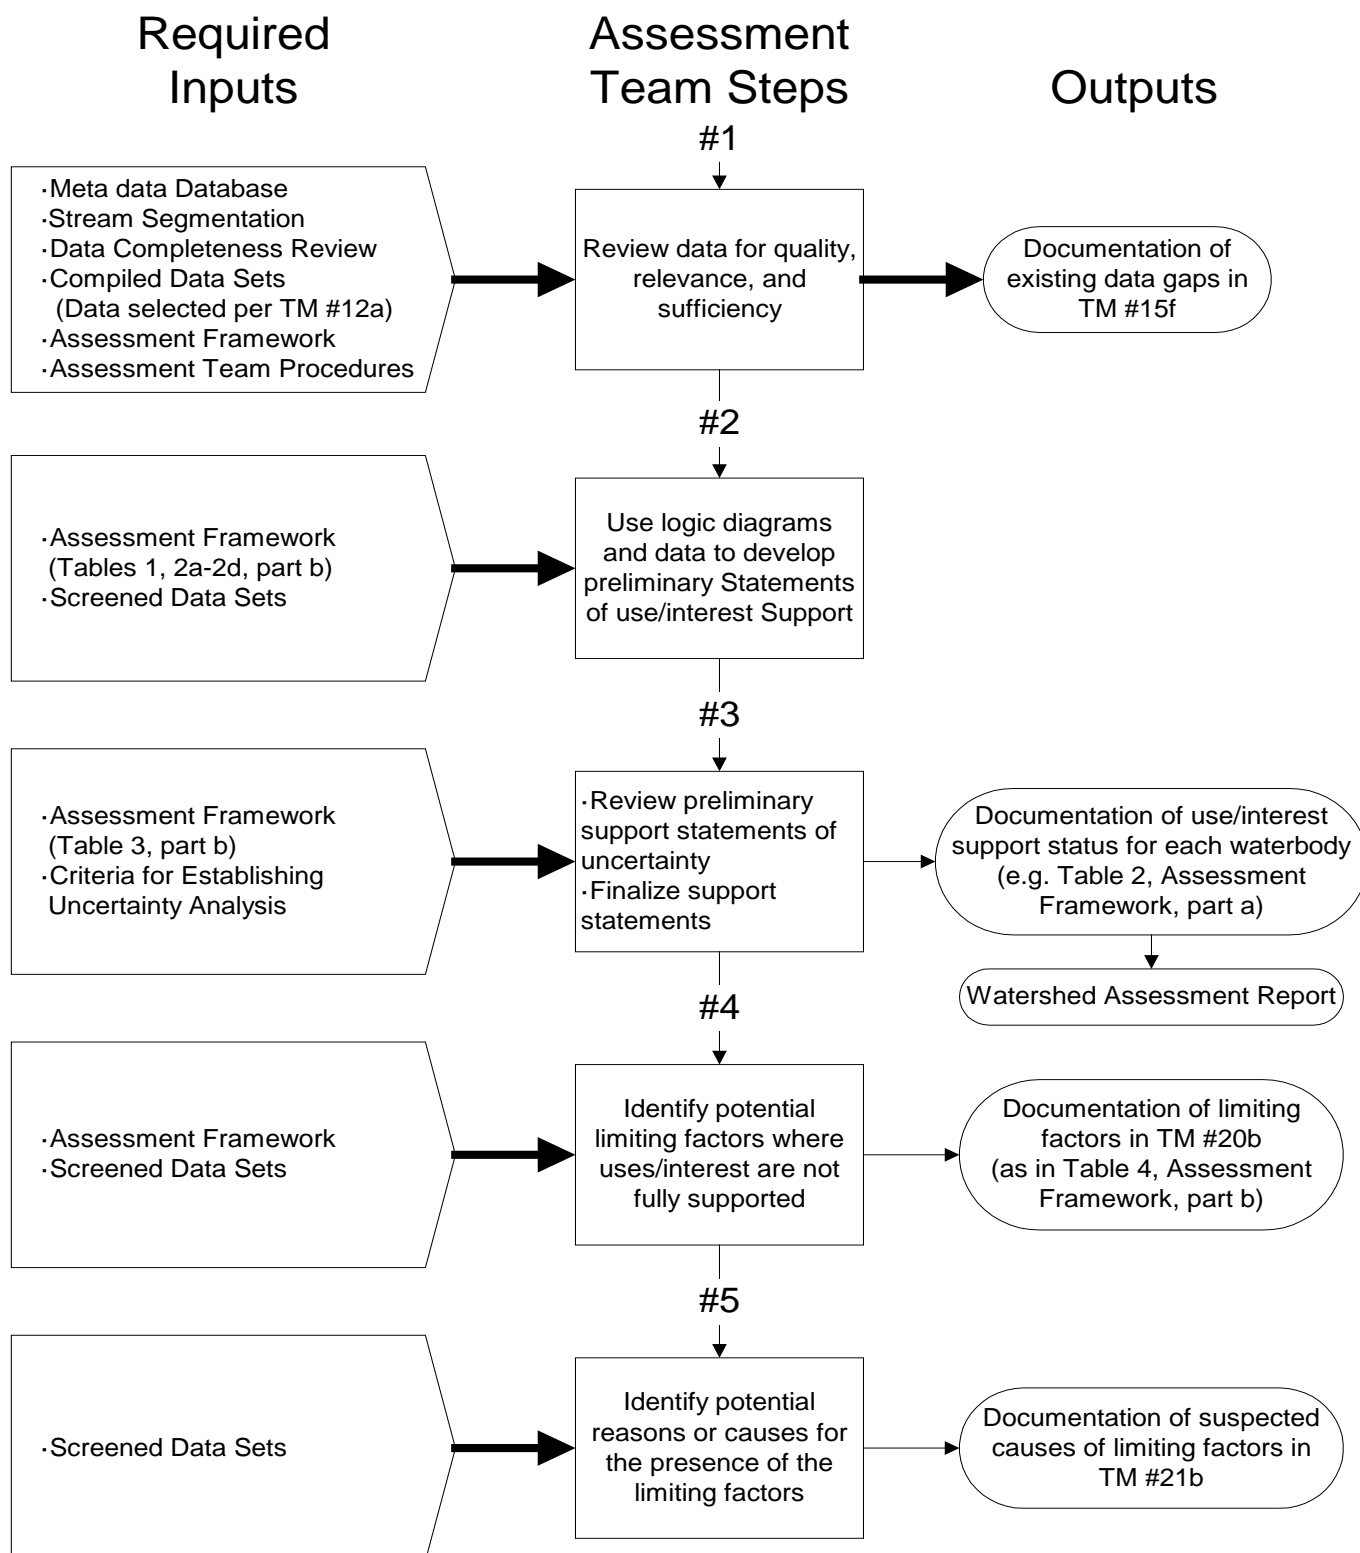 Required
Inputs
Assessment
Team Steps
Outputs
#1
·Meta data Database
·Stream Segmentation
·Data Completeness Review
·Compiled Data Sets
(Data selected per TM #12a)
·Assessment Framework
·Assessment Team Procedures
Review data for quality,
relevance, and
sufficiency
Documentation of
existing data gaps in
TM #15f
#2
·Assessment Framework
(Tables 1, 2a-2d, part b)
·Screened Data Sets
Use logic diagrams
and data to develop
preliminary Statements
of use/interest Support
#3
·Assessment Framework
(Table 3, part b)
·Criteria for Establishing
Uncertainty Analysis
·Review preliminary
support statements of
uncertainty
·Finalize support
statements
Documentation of use/interest
support status for each waterbody
(e.g. Table 2, Assessment
Framework, part a)
Watershed Assessment Report
#4
·Assessment Framework
·Screened Data Sets
Identify potential
limiting factors where
uses/interest are not
fully supported
Documentation of limiting
factors in TM #20b
(as in Table 4, Assessment
Framework, part b)
#5
·Screened Data Sets
Identify potential
reasons or causes for
the presence of the
limiting factors
Documentation of suspected
causes of limiting factors in
TM #21b